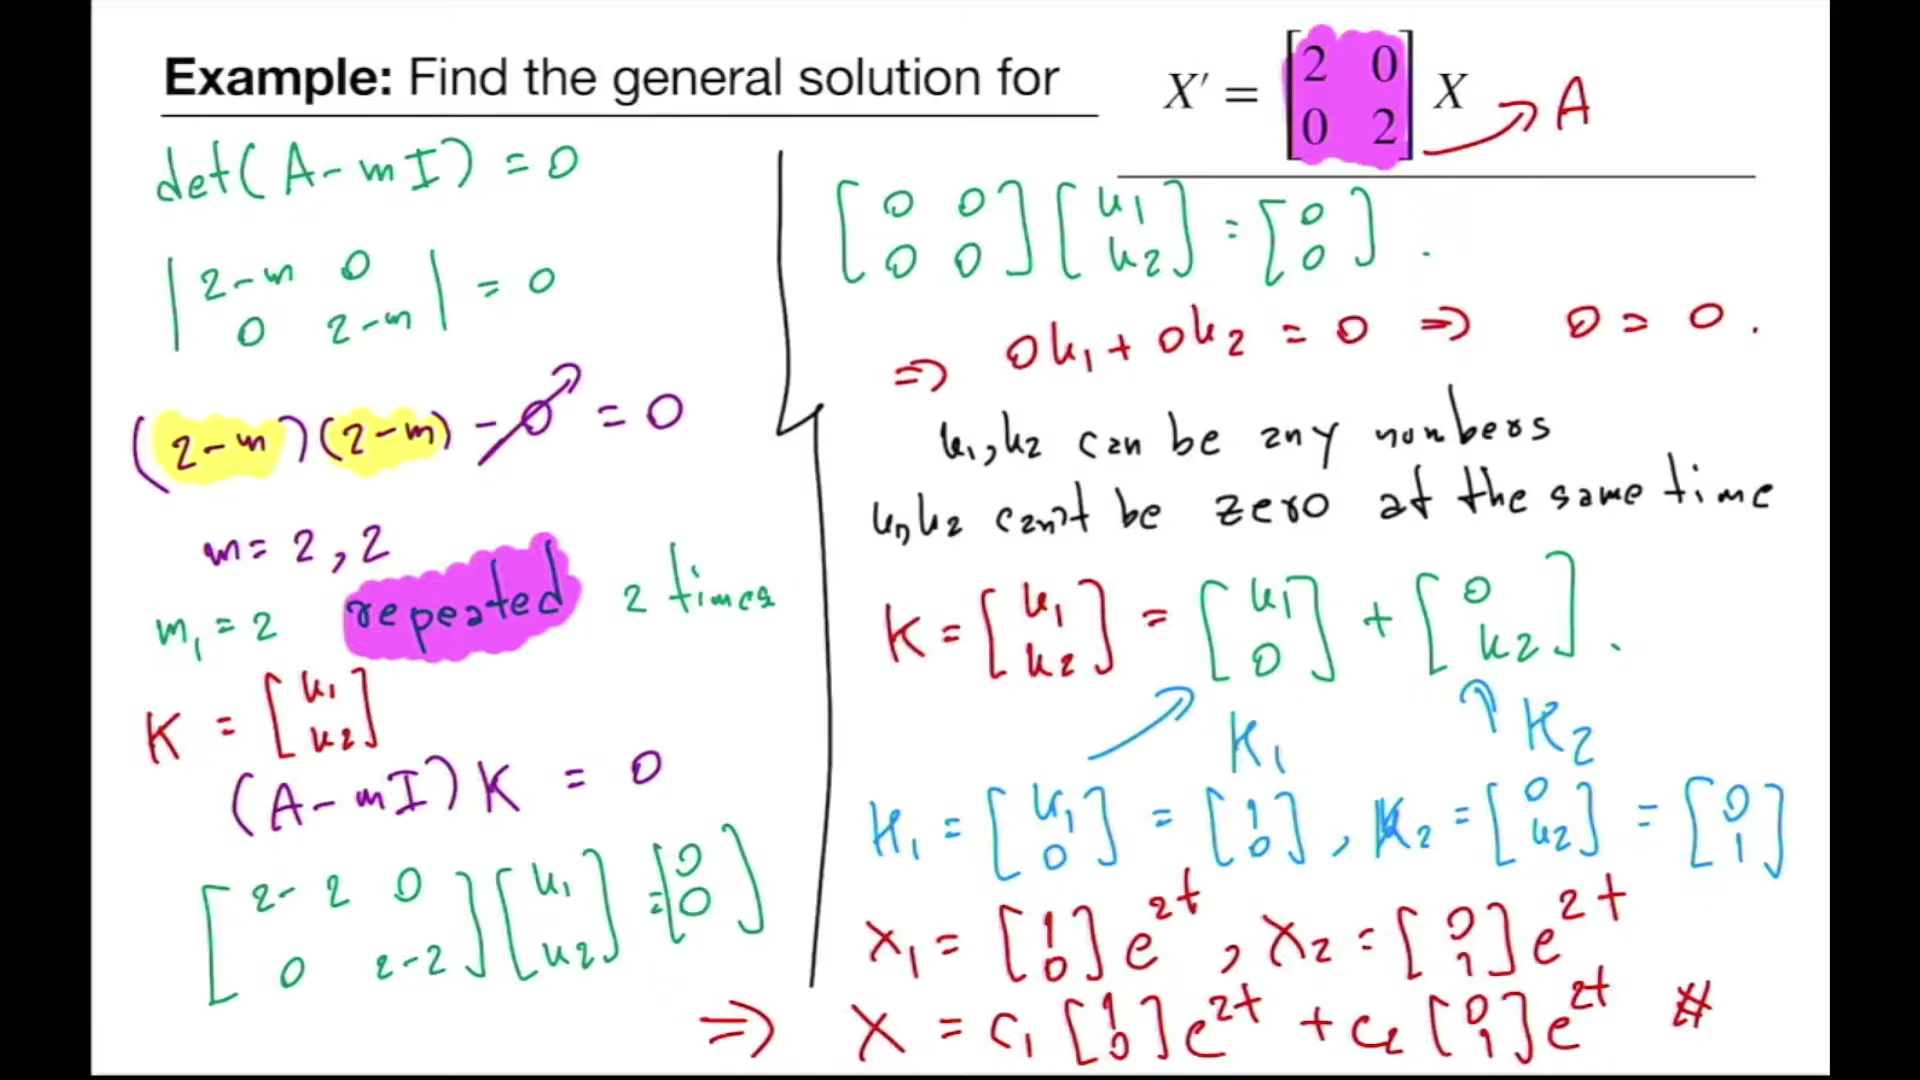 Example: Find the general solution for X' = [2 0; 0 2] X → A
det(A - mI) = 0
|2-m 0; 0 2-m| = 0
(2-m)(2-m) - 0 = 0
m = 2, 2
m₁ = 2 repeated 2 times
K = [k₁; k₂]
(A - mI) K = 0
[2-2 0; 0 2-2] [k₁; k₂] = [0; 0]
[0 0; 0 0] [k₁; k₂] = [0; 0].
⇒ 0k₁ + 0k₂ = 0 ⇒ 0 = 0.
k₁, k₂ can be any numbers
k₁, k₂ can't be zero at the same time
K = [k₁; k₂] = [k₁; 0] + [0; k₂].
K₁ K₂
K₁ = [k₁; 0] = [1; 0], K₂ = [0; k₂] = [0; 1]
X₁ = [1; 0] e^2t, X₂ = [0; 1] e^2t
⇒ X = C₁ [1; 0] e^2t + C₂ [0; 1] e^2t #